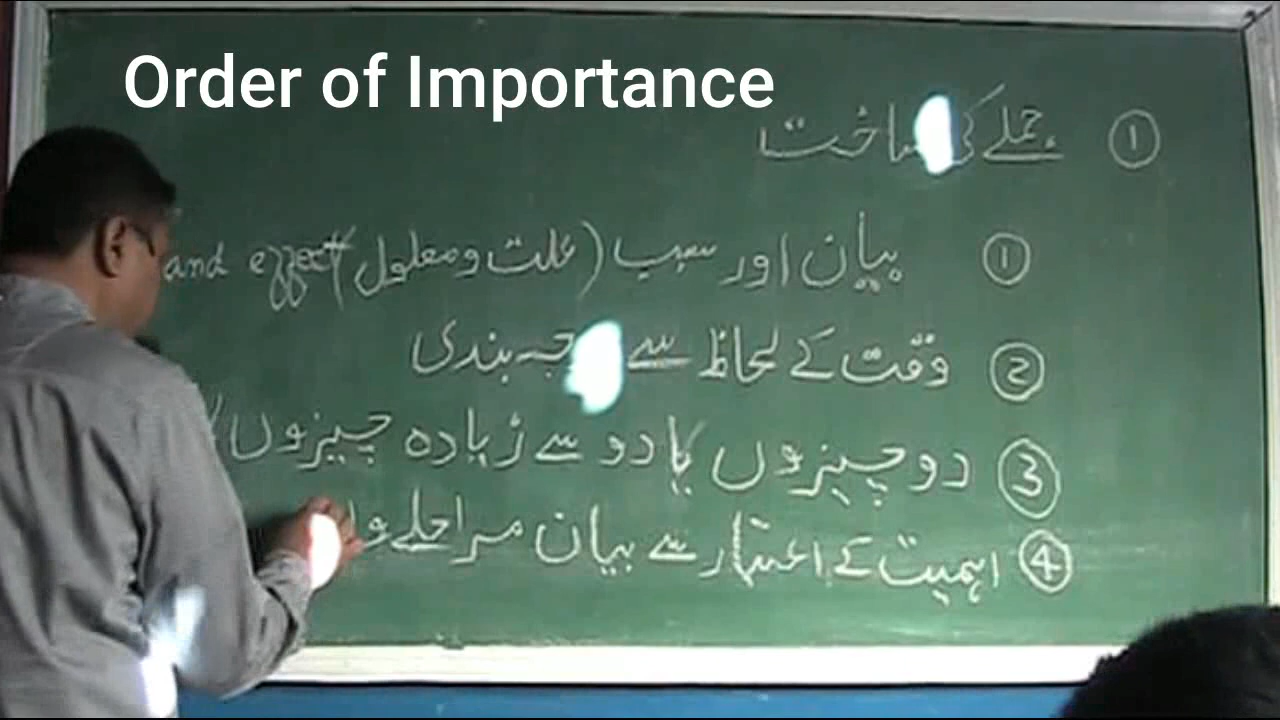 Order of Importance
① جملے کی ساخت
① بیان اور سبب (علت و معلول) and effect
② وقت کے لحاظ سے بندی
③ دو چیزوں یا دو سے زیادہ چیزوں
④ اہمیت کے اعتبار سے بیان مراحلے